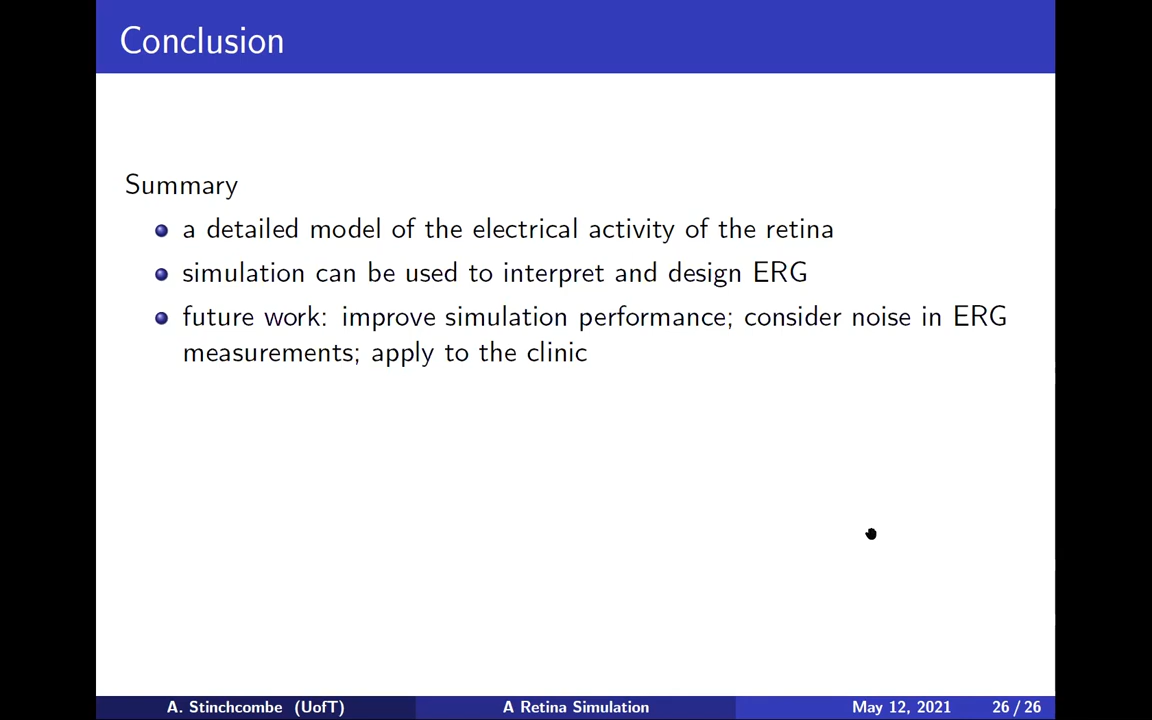 Conclusion
Summary
a detailed model of the electrical activity of the retina
simulation can be used to interpret and design ERG
future work: improve simulation performance; consider noise in ERG
measurements; apply to the clinic
A. Stinchcombe (UofT) A Retina Simulation May 12, 2021 26 / 26